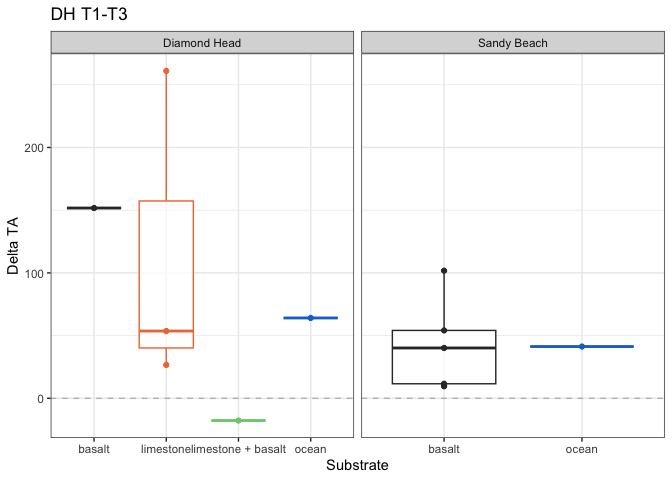 DH T1-T3
Diamond Head Sandy Beach
200
100
0
Delta TA
basalt limestone limestone + basalt ocean basalt ocean
Substrate